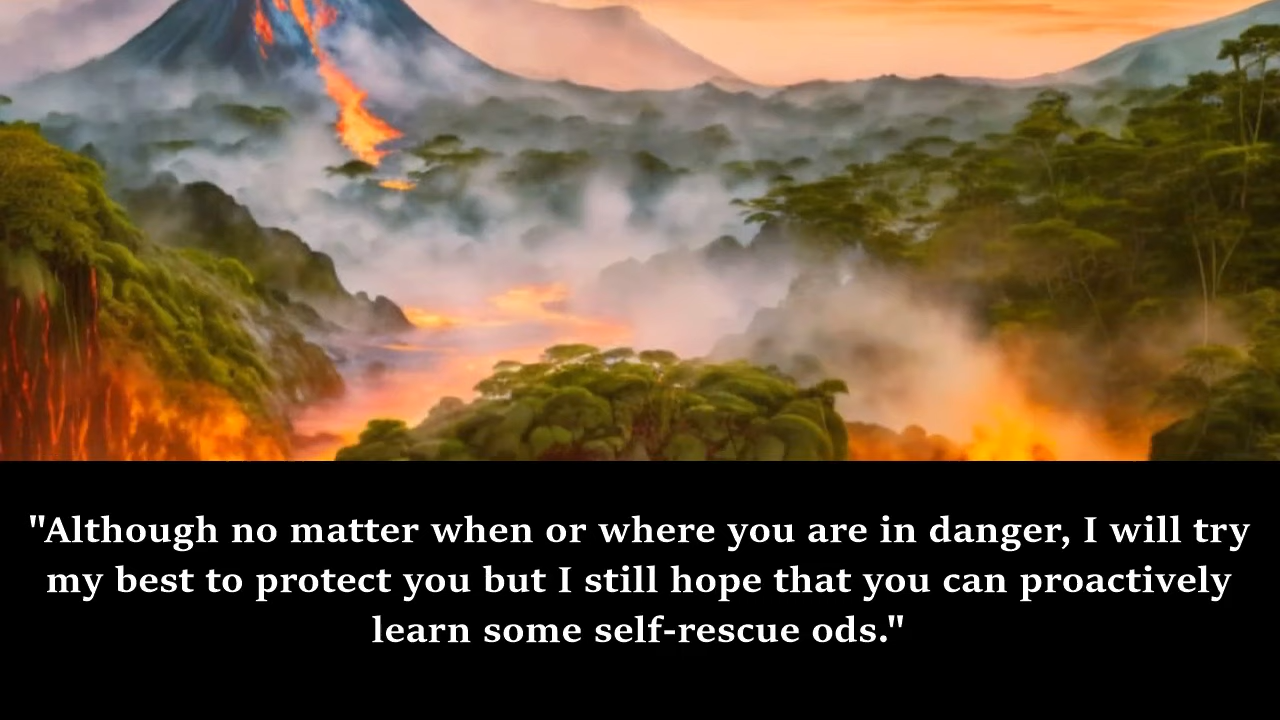 "Although no matter when or where you are in danger, I will try
my best to protect you but I still hope that you can proactively
learn some self-rescue ods."